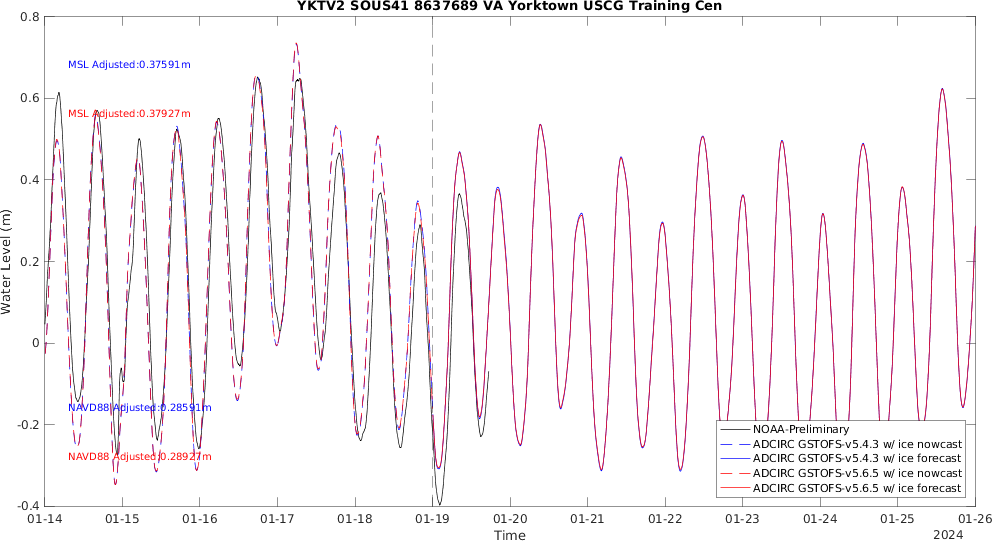 YKTV2 SOUS41 8637689 VA Yorktown USCG Training Cen
0.8
0.6
0.4
0.2
0
-0.2
-0.4
Water Level (m)
MSL Adjusted:0.37591m
MSL Adjusted:0.37927m
NAVD88 Adjusted:0.28591m
NAVD88 Adjusted:0.28927m
NOAA-Preliminary
ADCIRC GSTOFS-v5.4.3 w/ ice nowcast
ADCIRC GSTOFS-v5.4.3 w/ ice forecast
ADCIRC GSTOFS-v5.6.5 w/ ice nowcast
ADCIRC GSTOFS-v5.6.5 w/ ice forecast
01-14 01-15 01-16 01-17 01-18 01-19 01-20 01-21 01-22 01-23 01-24 01-25 01-26
Time
2024